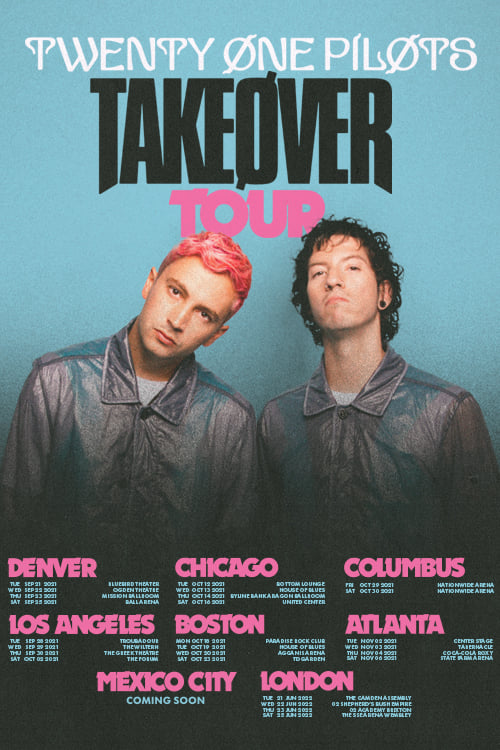 TWENTY ØNE PILØTS
TAKEØVER
TOUR
DENVER
TUE SEP 21 2021 BLUEBIRD THEATER
WED SEP 22 2021 OGDEN THEATRE
THU SEP 23 2021 MISSION BALLROOM
SAT SEP 25 2021 BALL ARENA
CHICAGO
TUE OCT 12 2021 BOTTOM LOUNGE
WED OCT 13 2021 HOUSE OF BLUES
THU OCT 14 2021 BYLINE BANK ARAGON BALLROOM
SAT OCT 16 2021 UNITED CENTER
COLUMBUS
FRI OCT 29 2021 NATIONWIDE ARENA
SAT OCT 30 2021 NATIONWIDE ARENA
LOS ANGELES
TUE SEP 28 2021 TROUBADOUR
WED SEP 29 2021 THE WILTERN
THU SEP 30 2021 THE GREEK THEATRE
SAT OCT 02 2021 THE FORUM
BOSTON
MON OCT 18 2021 PARADISE ROCK CLUB
TUE OCT 19 2021 HOUSE OF BLUES
WED OCT 20 2021 AGGANIS ARENA
SAT OCT 23 2021 TD GARDEN
ATLANTA
TUE NOV 02 2021 CENTER STAGE
WED NOV 03 2021 TABERNACLE
THU NOV 04 2021 COCA-COLA ROXY
SAT NOV 06 2021 STATE FARM ARENA
MEXICO CITY
COMING SOON
LONDON
TUE 21 JUN 2022 THE CAMDEN ASSEMBLY
WED 22 JUN 2022 O2 SHEPHERD'S BUSH EMPIRE
THU 23 JUN 2022 O2 ACADEMY BRIXTON
SAT 25 JUN 2022 THE SSE ARENA WEMBLEY